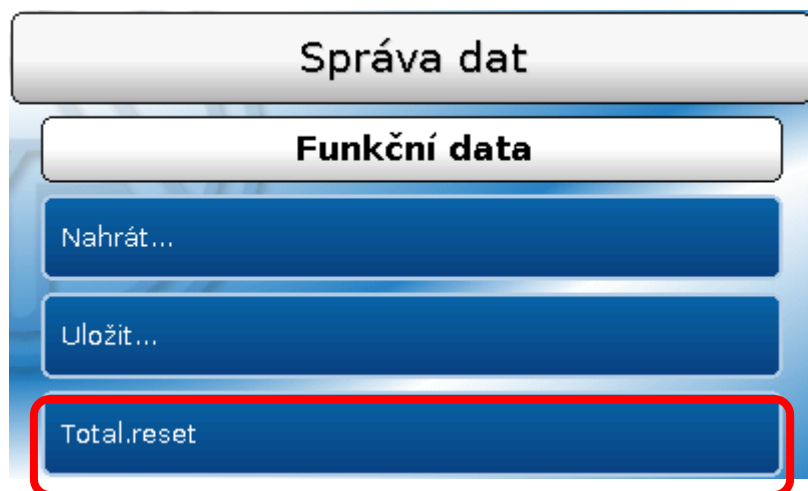 Správa dat
Funkční data
Nahrát...
Uložit...
Total.reset